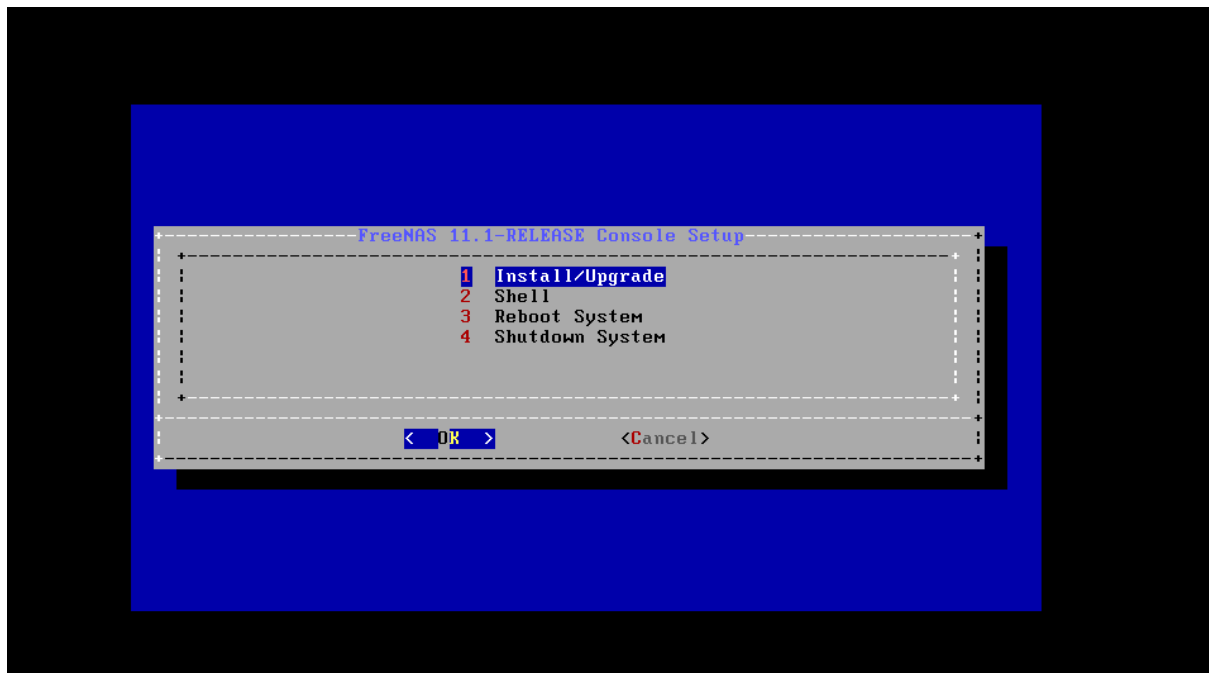 FreeNAS 11.1-RELEASE Console Setup
1 Install/Upgrade
2 Shell
3 Reboot System
4 Shutdown System
< OK > <Cancel>